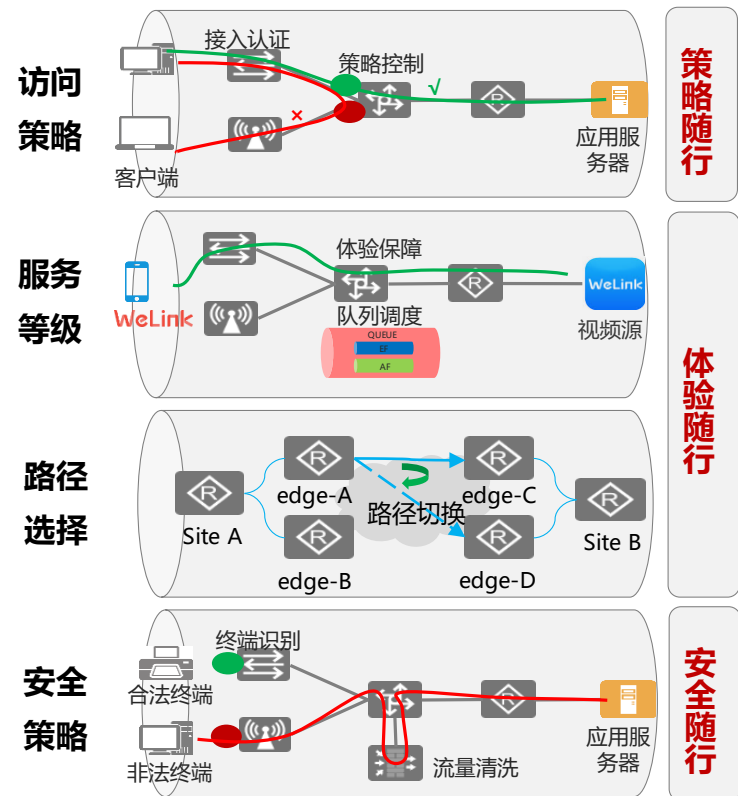 访问
策略
接入认证
策略控制
√
×
R
客户端
应用服
务器
策略随行
服务
等级
WeLink
体验保障
队列调度
QUEUE
EF
AF
R
WeLink
视频源
体验随行
路径
选择
R
Site A
R
edge-A
R
edge-B
路径切换
R
edge-C
R
edge-D
R
Site B
安全
策略
终端识别
合法终端
非法终端
R
流量清洗
应用服
务器
安全随行